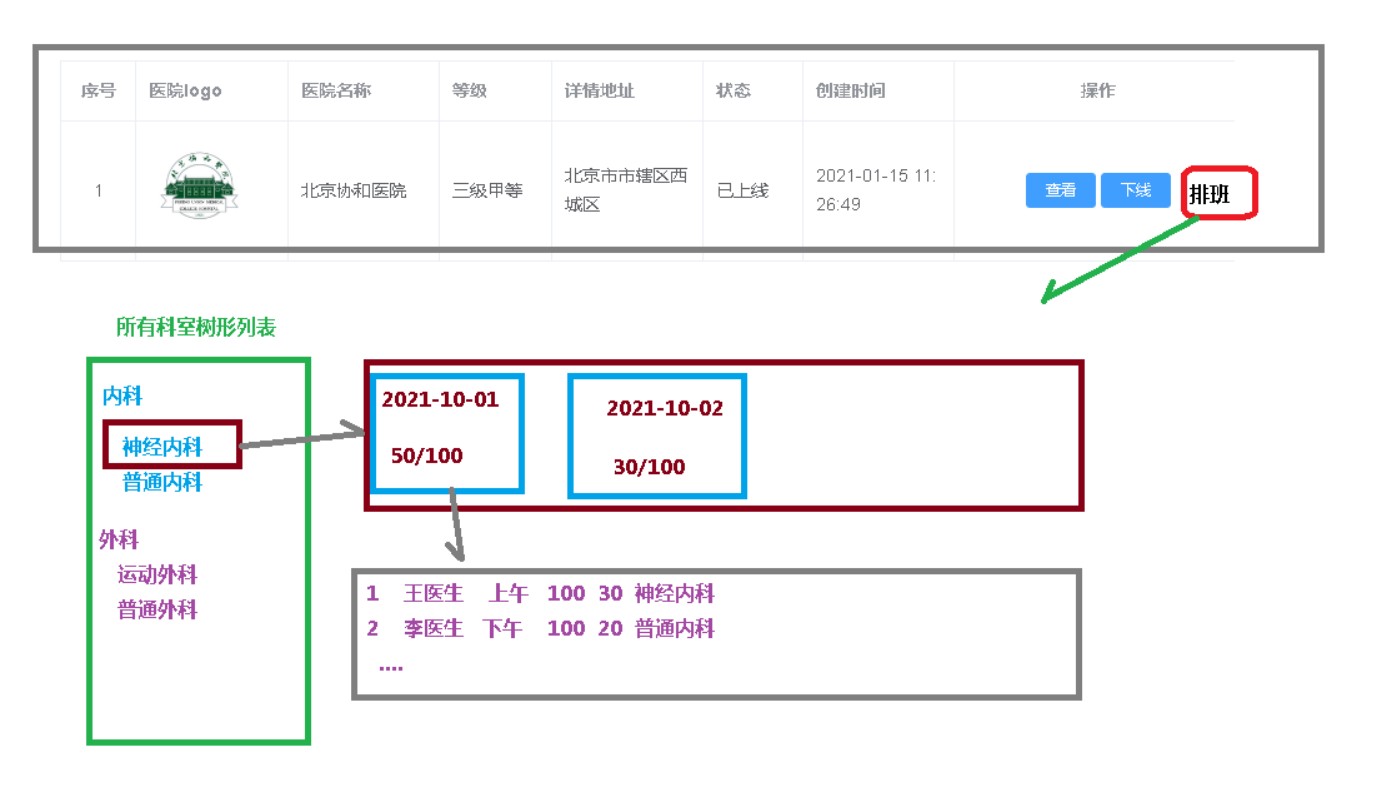 序号 医院logo 医院名称 等级 详情地址 状态 创建时间 操作
1 北京协和医院 三级甲等 北京市市辖区西 已上线 2021-01-15 11: 查看 下线 排班
城区 26:49
所有科室树形列表
内科
神经内科
普通内科
外科
运动外科
普通外科
2021-10-01 2021-10-02
50/100 30/100
1 王医生 上午 100 30 神经内科
2 李医生 下午 100 20 普通内科
....